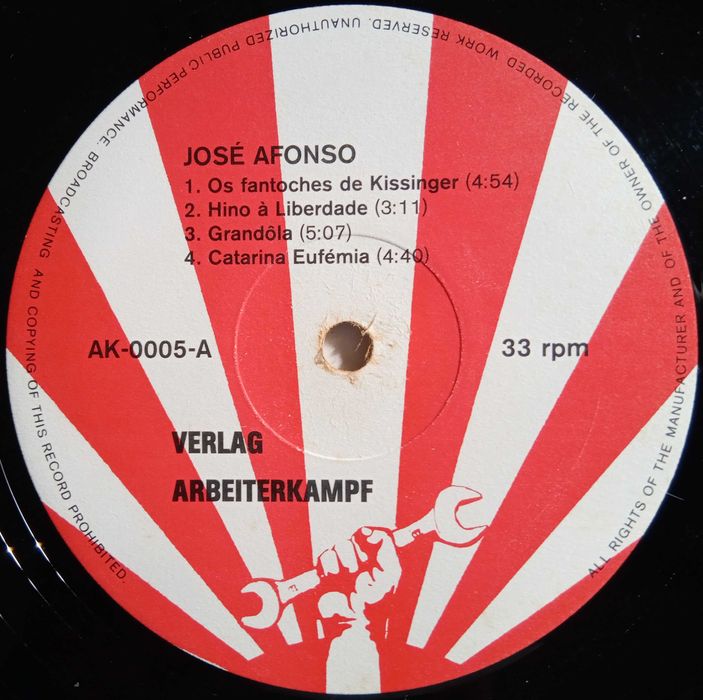 JOSÉ AFONSO
1. Os fantoches de Kissinger (4:54)
2. Hino à Liberdade (3:11)
3. Grandôla (5:07)
4. Catarina Eufémia (4:40)
AK-0005-A
33 rpm
VERLAG
ARBEITERKAMPF
ALL RIGHTS OF THE MANUFACTURER AND OF THE OWNER OF THE RECORDED WORK RESERVED. UNAUTHORIZED PUBLIC PERFORMANCE. BROADCASTING AND COPYING OF THIS RECORD PROHIBITED.